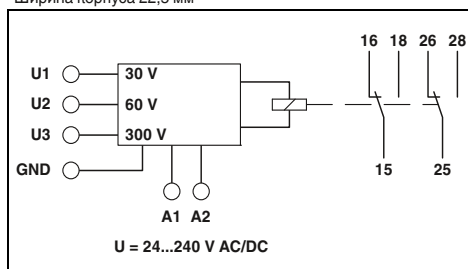 Ширина корпуса 22,5 мм
16 18 26 28
U1 30 V
U2 60 V
U3 300 V
GND
15 25
A1 A2
U = 24...240 V AC/DC